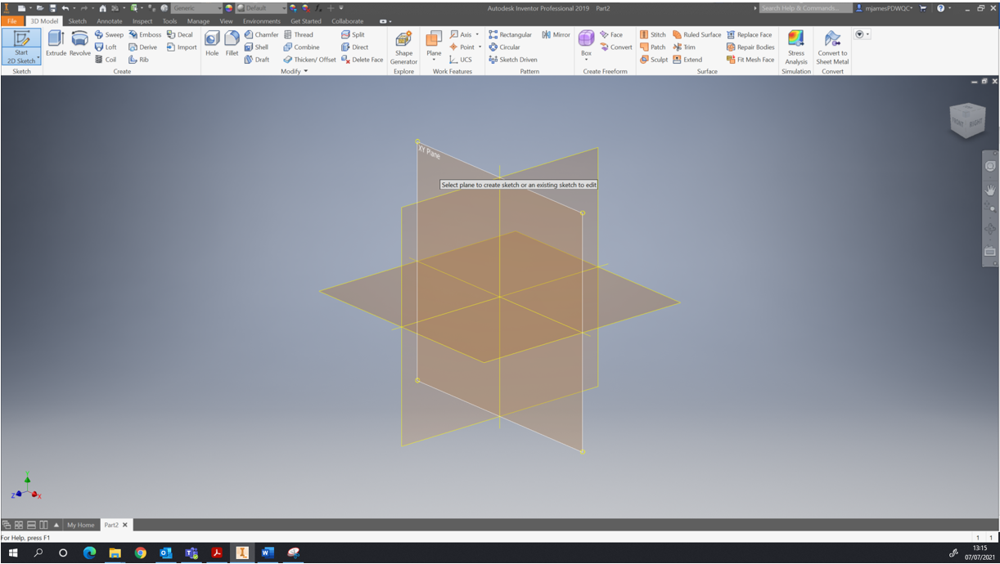 Generic Default Autodesk Inventor Professional 2019 Part2 Search Help & Commands... mjamesPDWQC*
File 3D Model Sketch Annotate Inspect Tools Manage View Environments Get Started Collaborate
Start 2D Sketch
Extrude Revolve
Sweep Emboss Decal
Loft Derive Import
Coil Rib
Hole Fillet
Chamfer Thread Split
Shell Combine Direct
Draft Thicken/ Offset Delete Face
Shape Generator
Plane
Axis
Point
UCS
Rectangular Mirror
Circular
Sketch Driven
Box
Face
Convert
Stitch Ruled Surface Replace Face
Patch Trim Repair Bodies
Sculpt Extend Fit Mesh Face
Stress Analysis
Convert to Sheet Metal
Sketch Create Modify Explore Work Features Pattern Create Freeform Surface Simulation Convert
FRONT RIGHT
XY Plane
Select plane to create sketch or an existing sketch to edit
Y
Z X
My Home Part2
For Help, press F1 1 1
13:15
07/07/2021